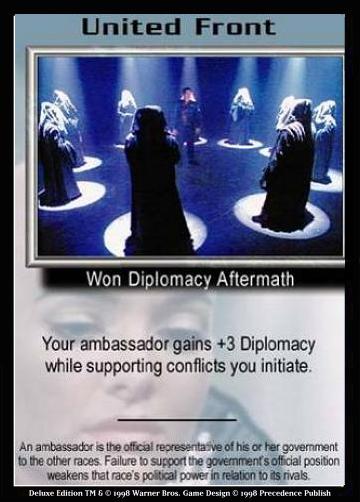 United Front
Won Diplomacy Aftermath
Your ambassador gains +3 Diplomacy
while supporting conflicts you initiate.
An ambassador is the official representative of his or her government
to the other races. Failure to support the government's official position
weakens that race's political power in relation to its rivals.
Deluxe Edition TM & © 1998 Warner Bros. Game Design © 1998 Precedence Publish